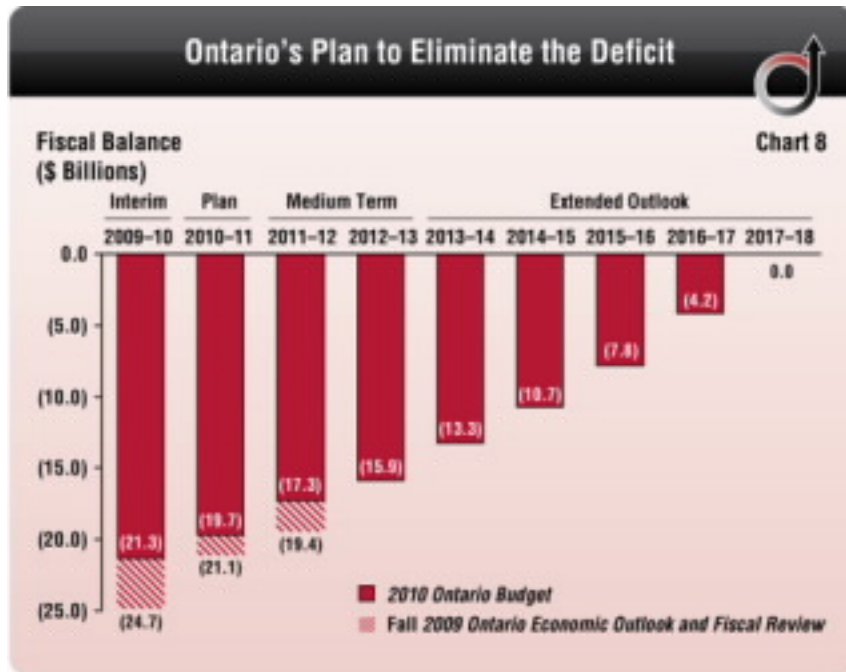 Ontario's Plan to Eliminate the Deficit
Fiscal Balance
($ Billions)
Chart 8
Interim Plan Medium Term Extended Outlook
2009–10 2010–11 2011–12 2012–13 2013–14 2014–15 2015–16 2016–17 2017–18
0.0
0.0
(4.2)
(5.0)
(7.8)
(10.0)
(10.7)
(13.3)
(15.0)
(15.9)
(17.3)
(19.7)
(19.4)
(20.0)
(21.3)
(21.1)
(25.0)
(24.7)
2010 Ontario Budget
Fall 2009 Ontario Economic Outlook and Fiscal Review